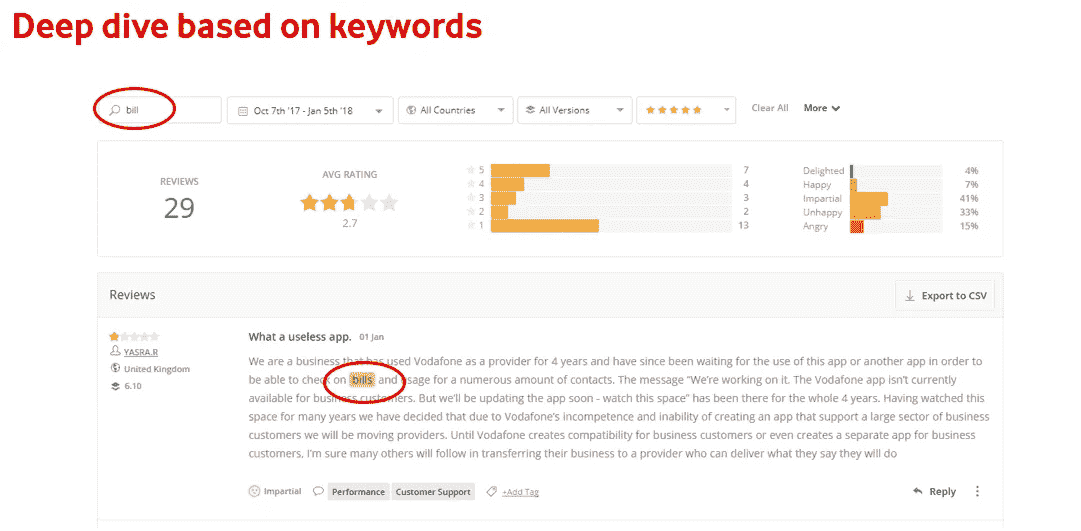 Deep dive based on keywords
bill
Oct 7th '17 - Jan 5th '18
All Countries
All Versions
Clear All
More
REVIEWS
29
AVG RATING
2.7
5 7
4 4
3 3
2 2
1 13
Delighted 4%
Happy 7%
Impartial 41%
Unhappy 33%
Angry 15%
Reviews
Export to CSV
YASRA.R
United Kingdom
6.10
What a useless app. 01 Jan
We are a business that has used Vodafone as a provider for 4 years and have since been waiting for the use of this app or another app in order to
be able to check on bills and usage for a numerous amount of contacts. The message “We’re working on it. The Vodafone app isn’t currently
available for business customers. But we’ll be updating the app soon - watch this space” has been there for the whole 4 years. Having watched this
space for many years we have decided that due to Vodafone’s incompetence and inability of creating an app that support a large sector of business
customers we will be moving providers. Until Vodafone creates compatibility for business customers or even creates a separate app for business
customers, I’m sure many others will follow in transferring their business to a provider who can deliver what they say they will do
Impartial
Performance
Customer Support
+Add Tag
Reply